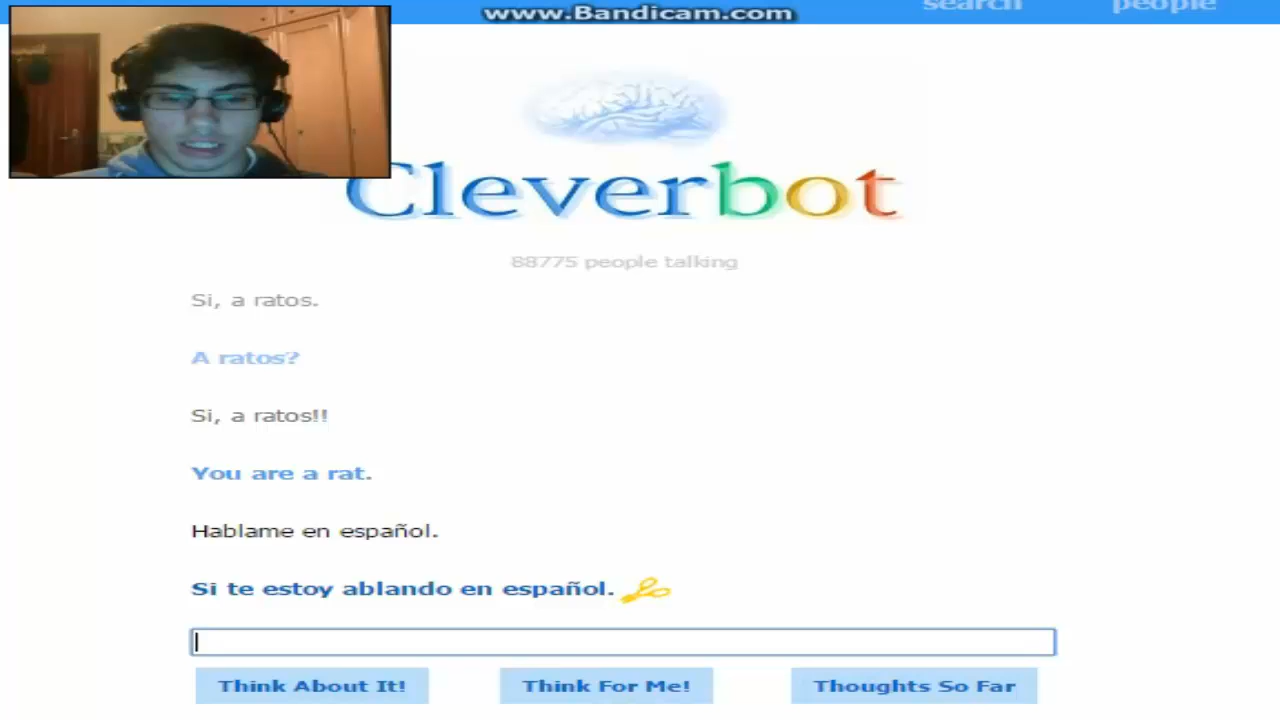 www.Bandicam.com
search people
Cleverbot
88775 people talking
Si, a ratos.
A ratos?
Si, a ratos!!
You are a rat.
Hablame en español.
Si te estoy ablando en español.
Think About It! Think For Me! Thoughts So Far